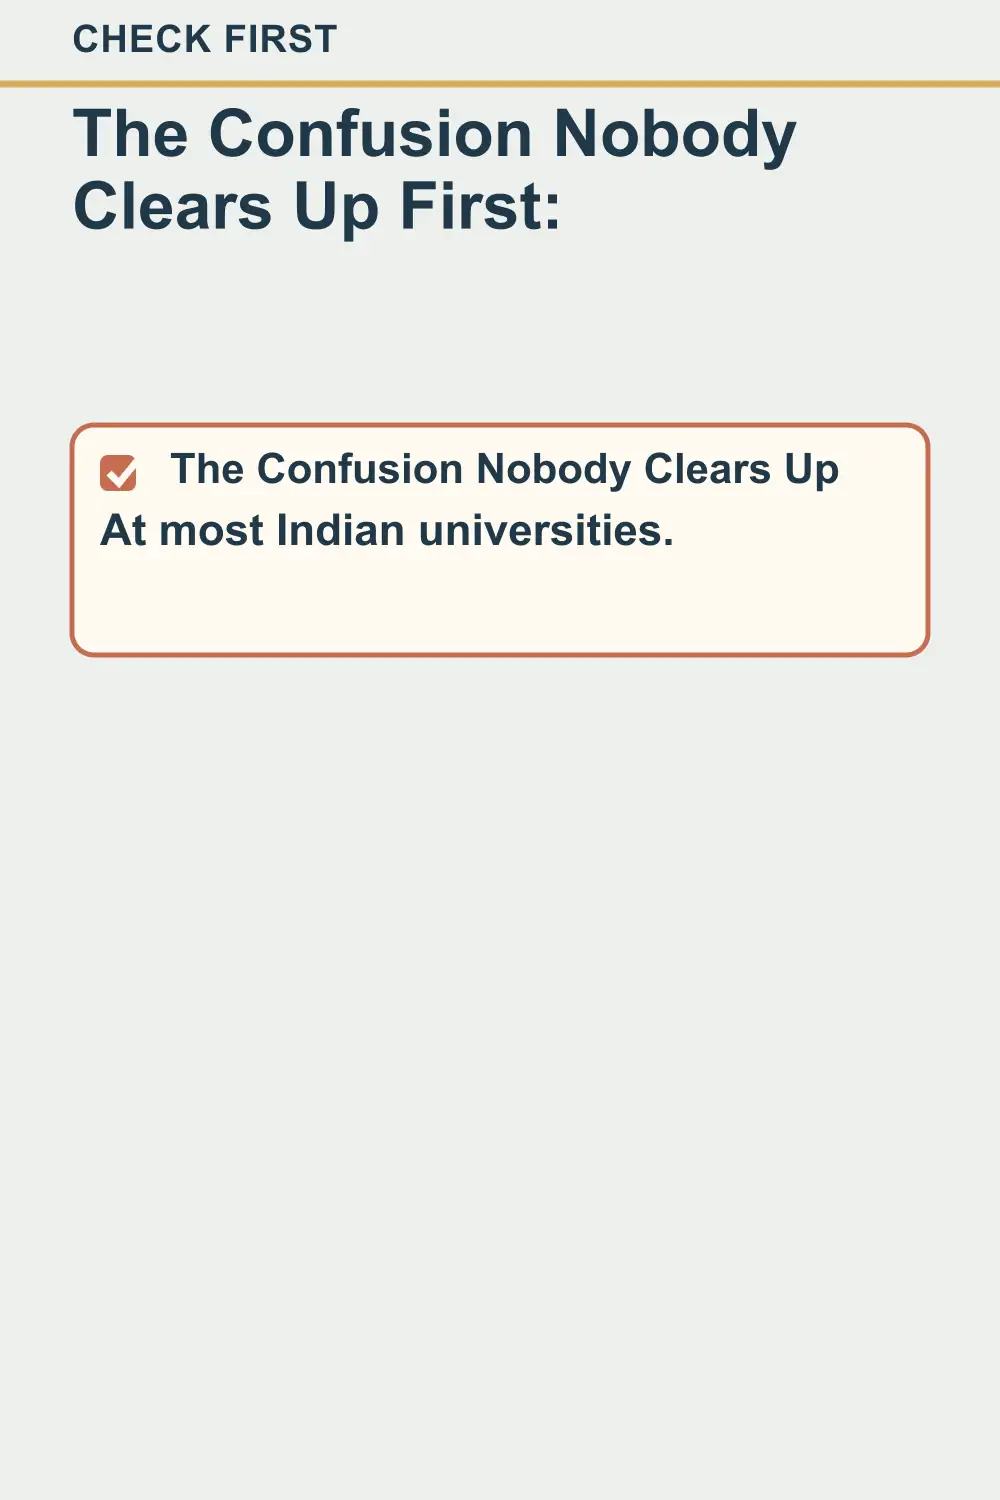 CHECK FIRST
The Confusion Nobody
Clears Up First:
The Confusion Nobody Clears Up
At most Indian universities.